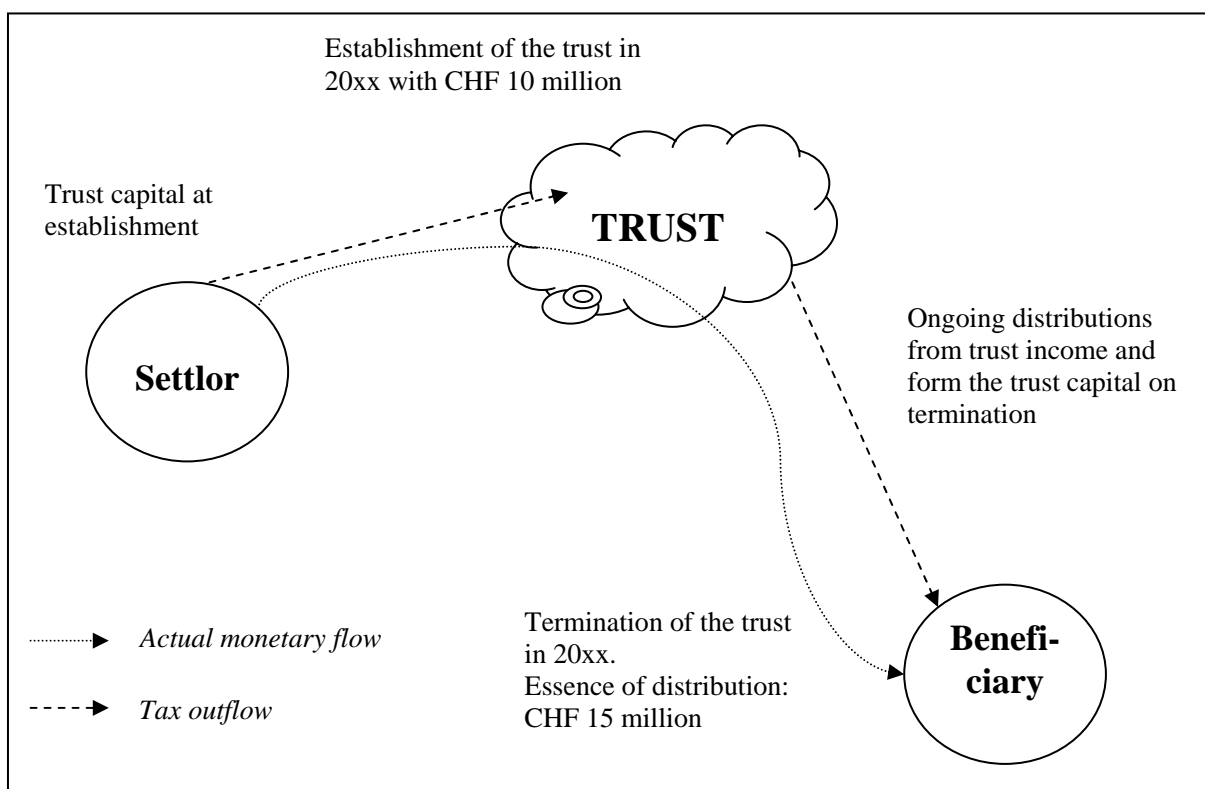 Establishment of the trust in
20xx with CHF 10 million
Trust capital at
establishment
TRUST
Settlor
Ongoing distributions
from trust income and
form the trust capital on
termination
Termination of the trust
in 20xx.
Essence of distribution:
CHF 15 million
Benefi-
ciary
Actual monetary flow
Tax outflow